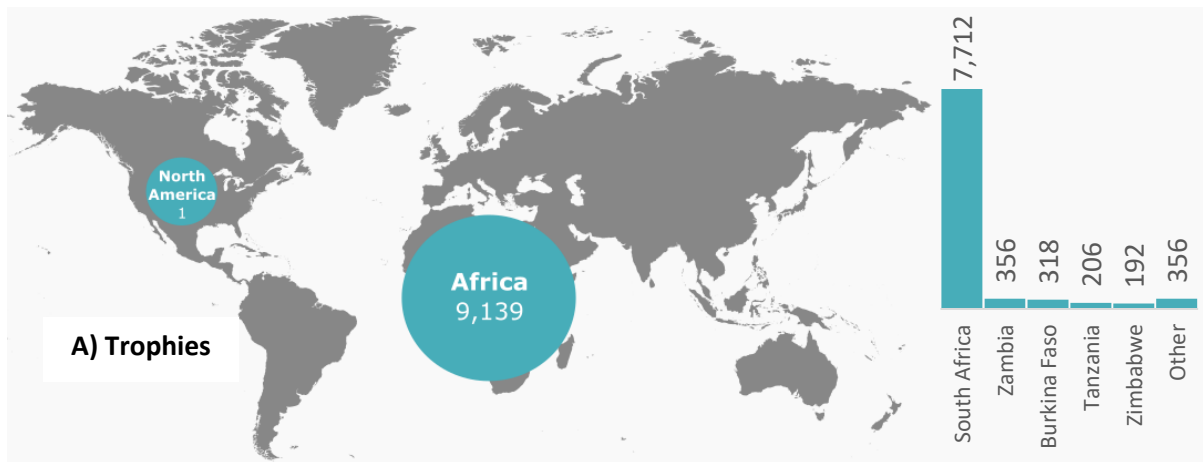 North
America
1
Africa
9,139
A) Trophies
7,712
356
318
206
192
356
South Africa
Zambia
Burkina Faso
Tanzania
Zimbabwe
Other